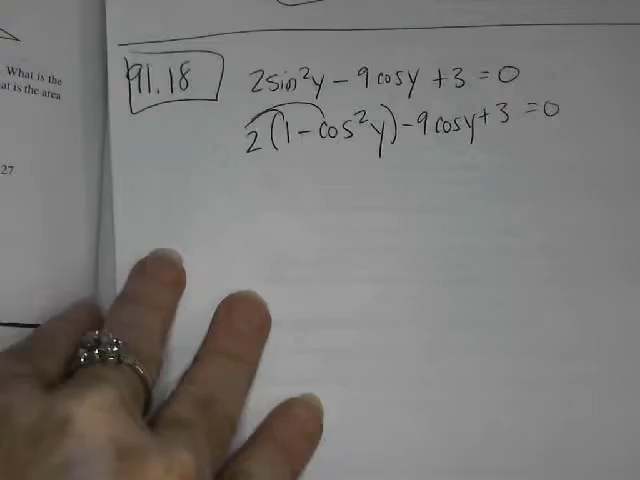 What is the
at is the area
27
91.18
2sin²y - 9cosy + 3 = 0
2(1 - cos²y) - 9cosy + 3 = 0